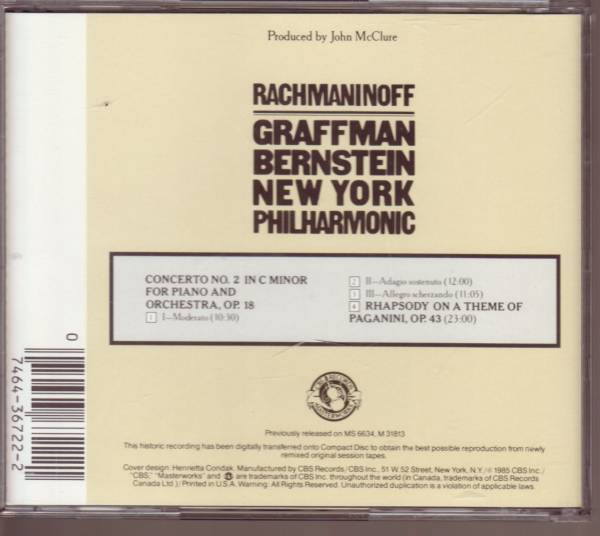 Produced by John McClure
RACHMANINOFF
GRAFFMAN
BERNSTEIN
NEW YORK
PHILHARMONIC
CONCERTO NO. 2 IN C MINOR
FOR PIANO AND
ORCHESTRA, OP. 18
1 I—Moderato (10:30)
2 II—Adagio sostenuto (12:00)
3 III—Allegro scherzando (11:05)
4 RHAPSODY ON A THEME OF
PAGANINI, OP. 43 (23:00)
Previously released on MS 6634, M 31813
This historic recording has been digitally transferred onto Compact Disc to obtain the best possible reproduction from newly
remixed original session tapes.
Cover design: Henrietta Condak. Manufactured by CBS Records/CBS Inc., 51 W. 52 Street, New York, N.Y./℗ 1985 CBS Inc./
"CBS," "Masterworks" and are trademarks of CBS Inc. throughout the world (in Canada, trademarks of CBS Records
Canada Ltd.)/Printed in U.S.A. Warning: All Rights Reserved. Unauthorized duplication is a violation of applicable laws.
0
7464-36722-2